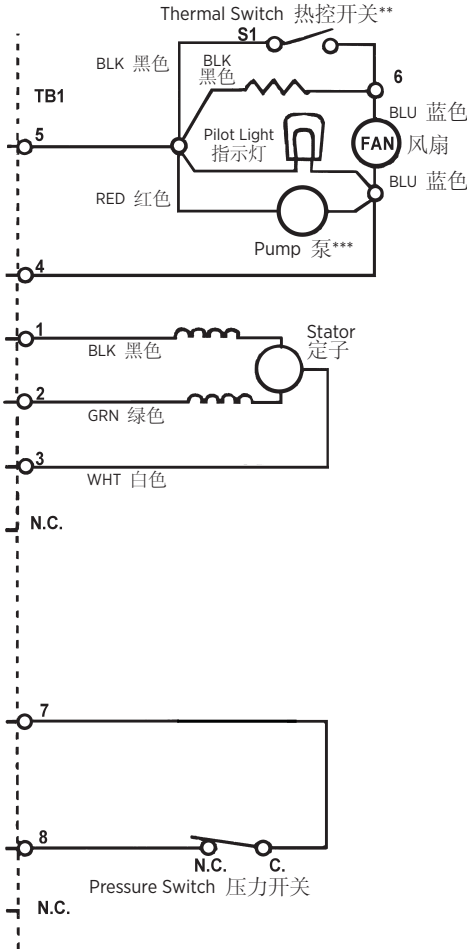 Thermal Switch 热控开关**
S1
BLK 黑色
BLK
黑色
6
TB1
BLU 蓝色
5
Pilot Light
指示灯
FAN 风扇
BLU 蓝色
RED 红色
Pump 泵***
4
1
Stator
定子
BLK 黑色
2
GRN 绿色
3
WHT 白色
N.C.
7
8
N.C. C.
Pressure Switch 压力开关
N.C.